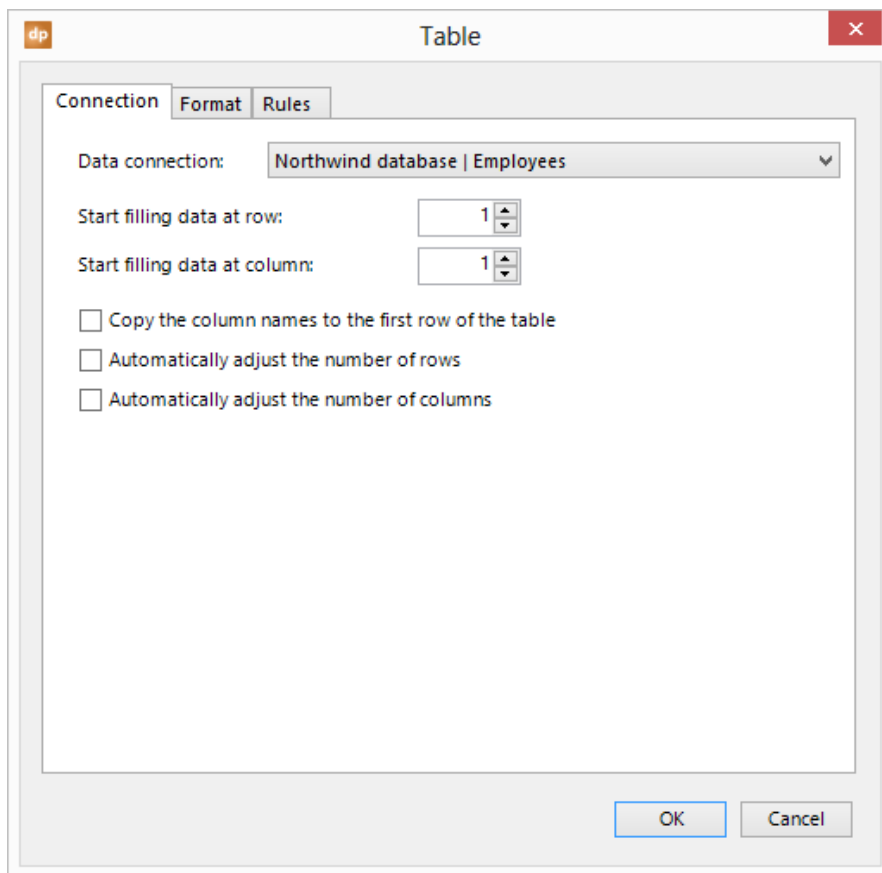 dp
Table
Connection Format Rules
Data connection: Northwind database | Employees
Start filling data at row: 1
Start filling data at column: 1
Copy the column names to the first row of the table
Automatically adjust the number of rows
Automatically adjust the number of columns
OK Cancel